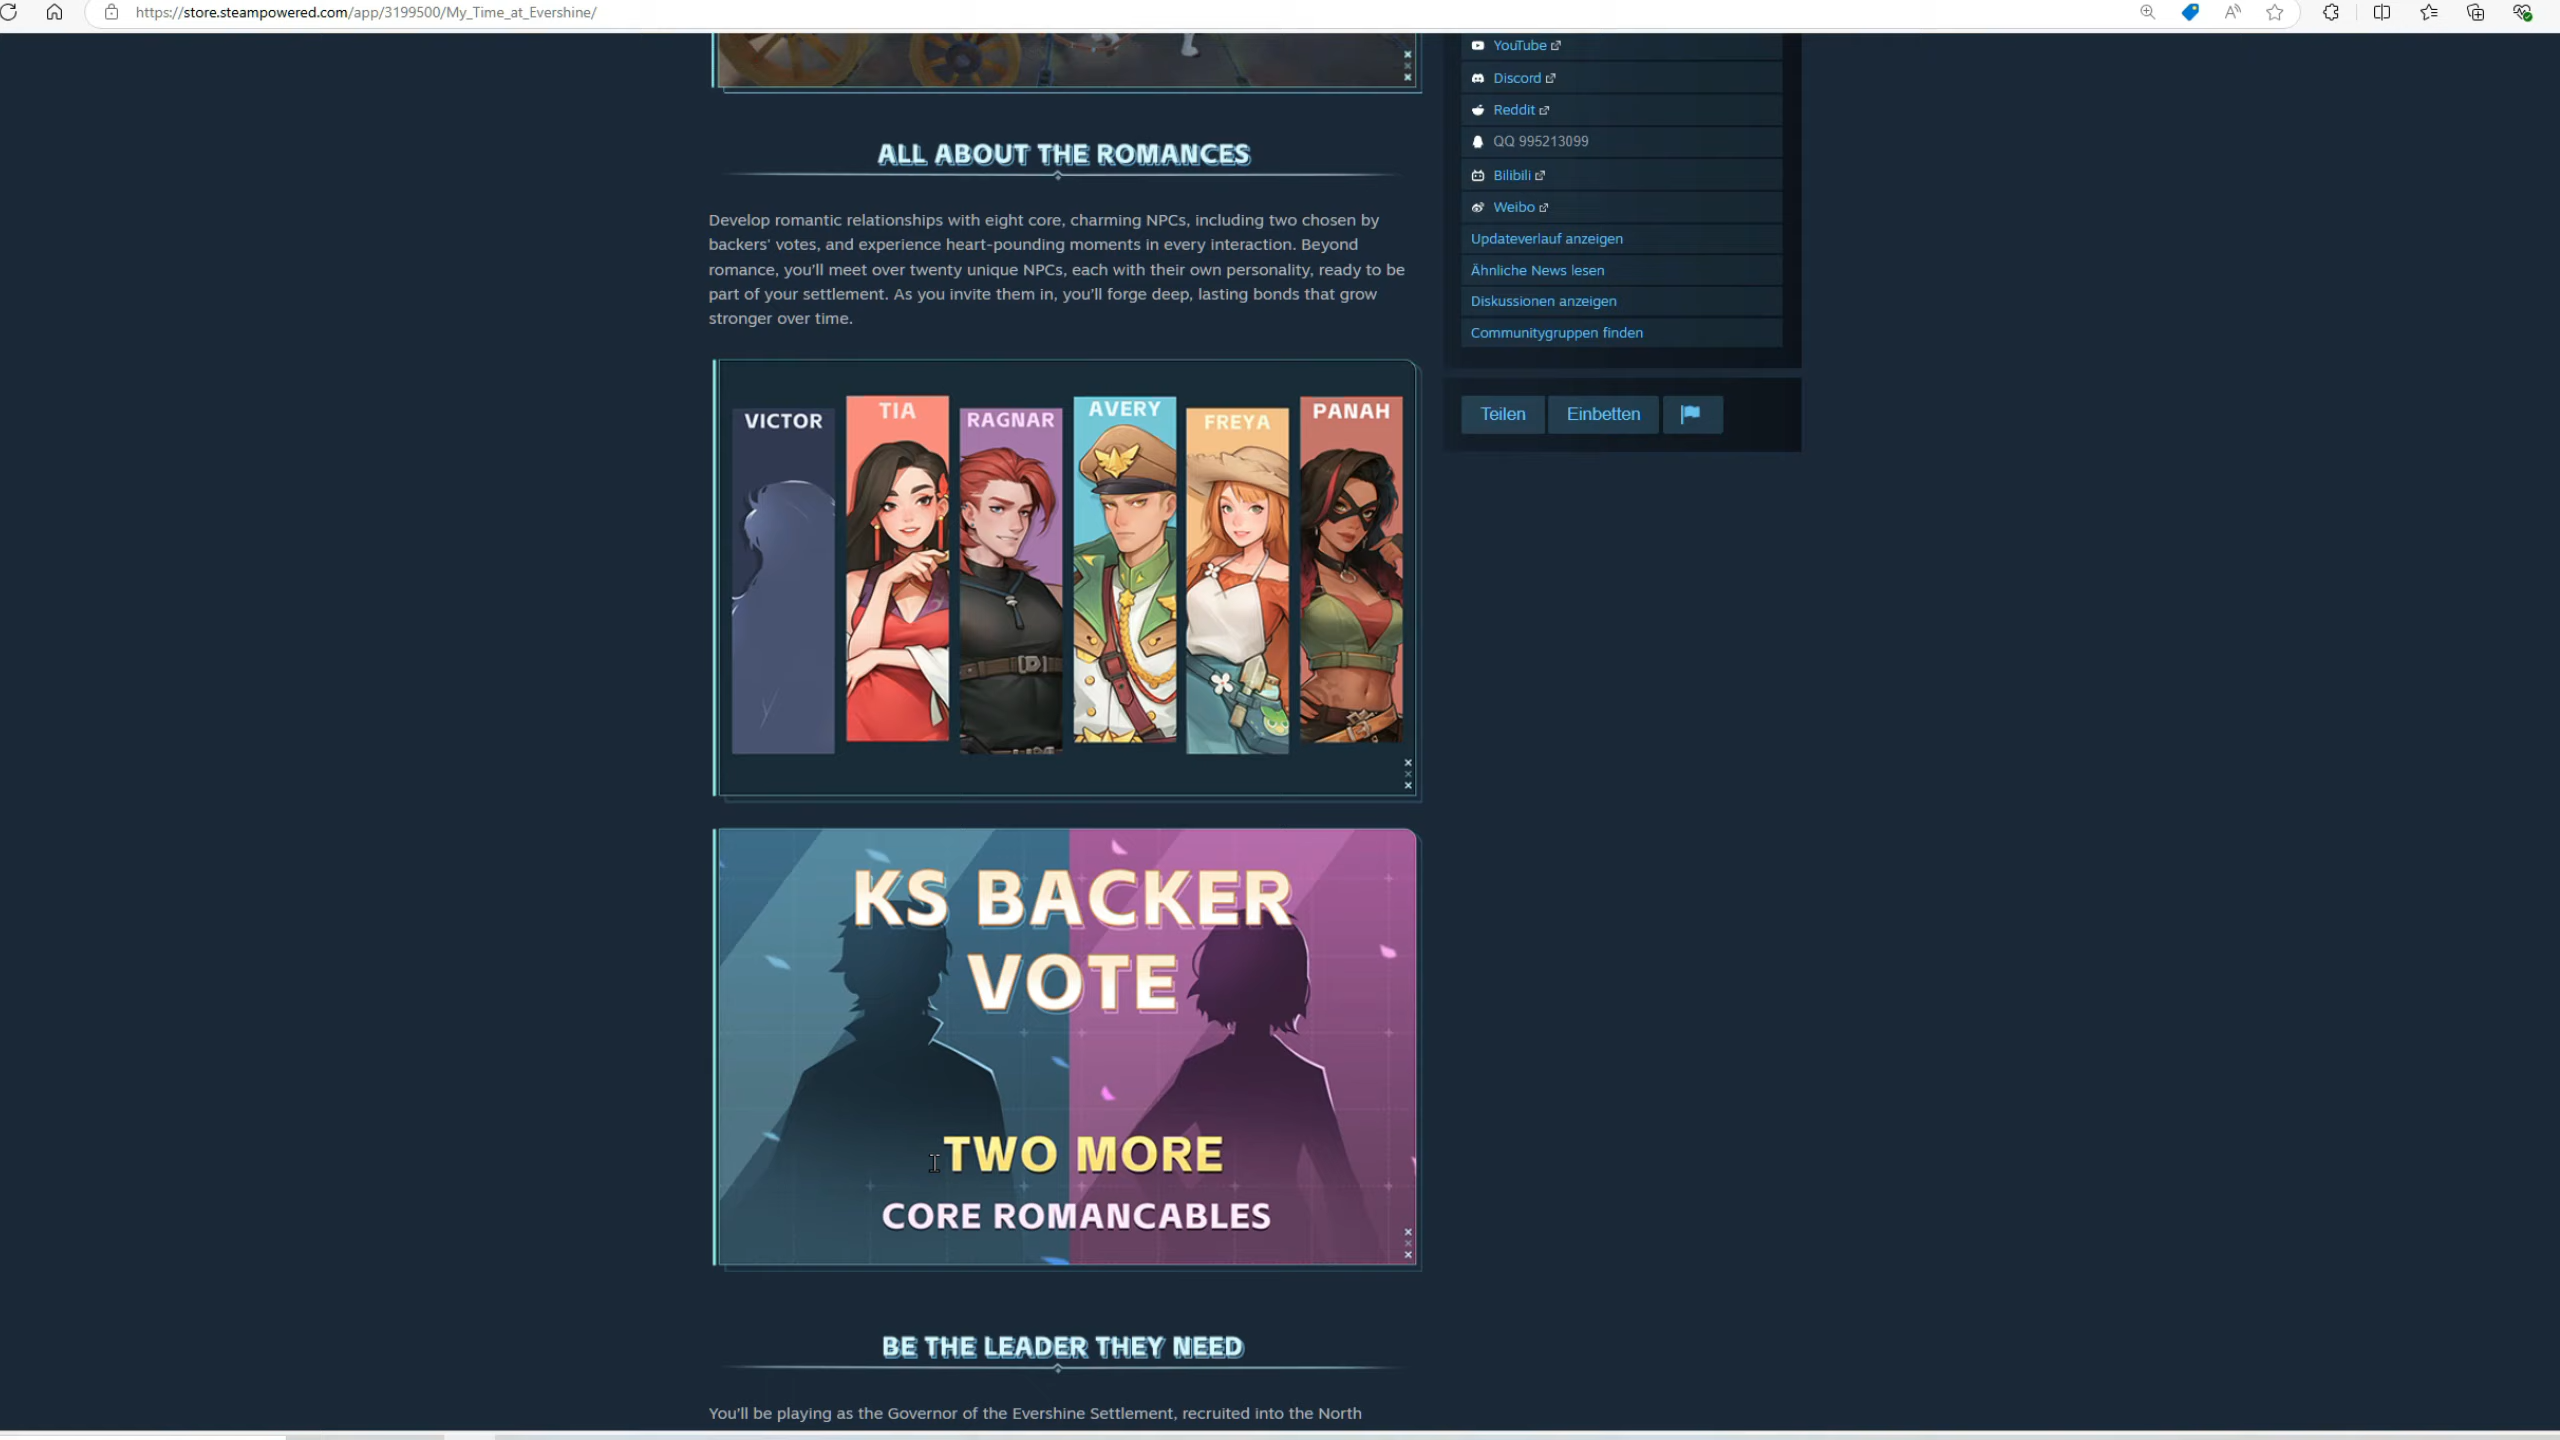 https://store.steampowered.com/app/3199500/My_Time_at_Evershine/
YouTube
Discord
Reddit
QQ 995213099
Bilibili
Weibo
Updateverlauf anzeigen
Ähnliche News lesen
Diskussionen anzeigen
Communitygruppen finden
Teilen
Einbetten
ALL ABOUT THE ROMANCES
Develop romantic relationships with eight core, charming NPCs, including two chosen by
backers' votes, and experience heart-pounding moments in every interaction. Beyond
romance, you'll meet over twenty unique NPCs, each with their own personality, ready to be
part of your settlement. As you invite them in, you'll forge deep, lasting bonds that grow
stronger over time.
VICTOR
TIA
RAGNAR
AVERY
FREYA
PANAH
KS BACKER
VOTE
TWO MORE
CORE ROMANCABLES
BE THE LEADER THEY NEED
You'll be playing as the Governor of the Evershine Settlement, recruited into the North